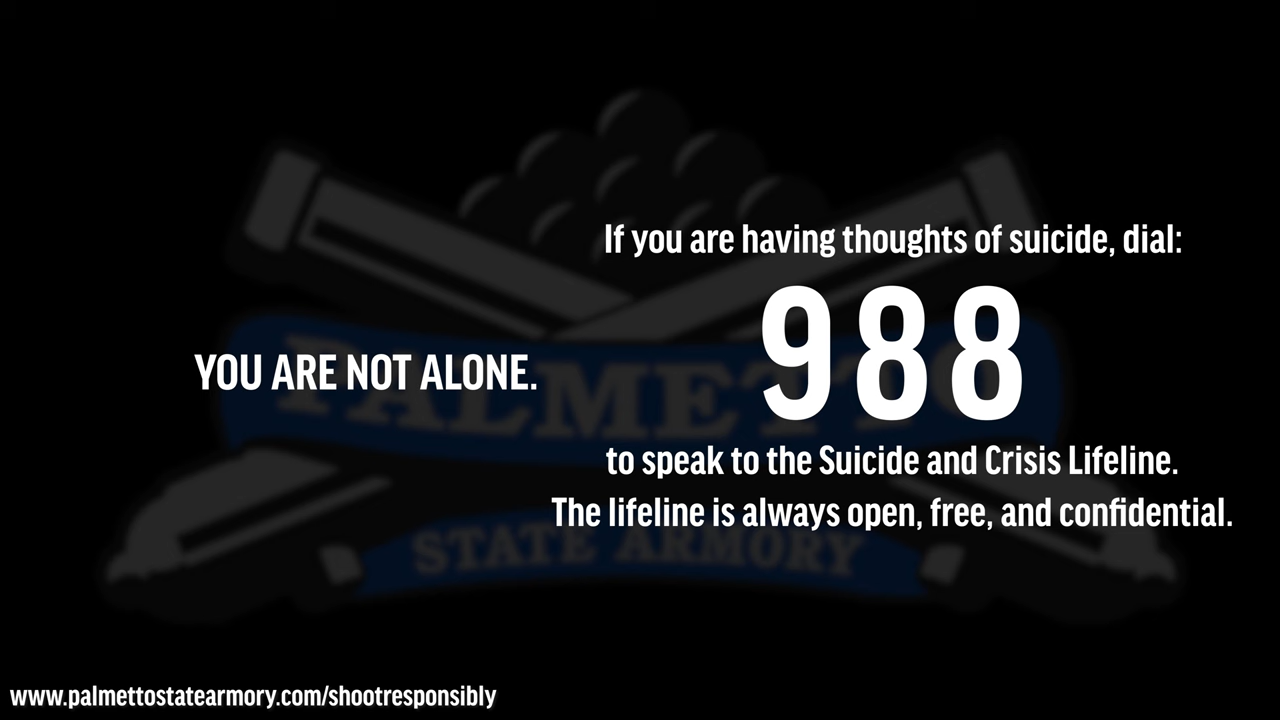 If you are having thoughts of suicide, dial:
988
YOU ARE NOT ALONE.
to speak to the Suicide and Crisis Lifeline.
The lifeline is always open, free, and confidential.
PALMETTO
STATE ARMORY
www.palmettostatearmory.com/shootresponsibly